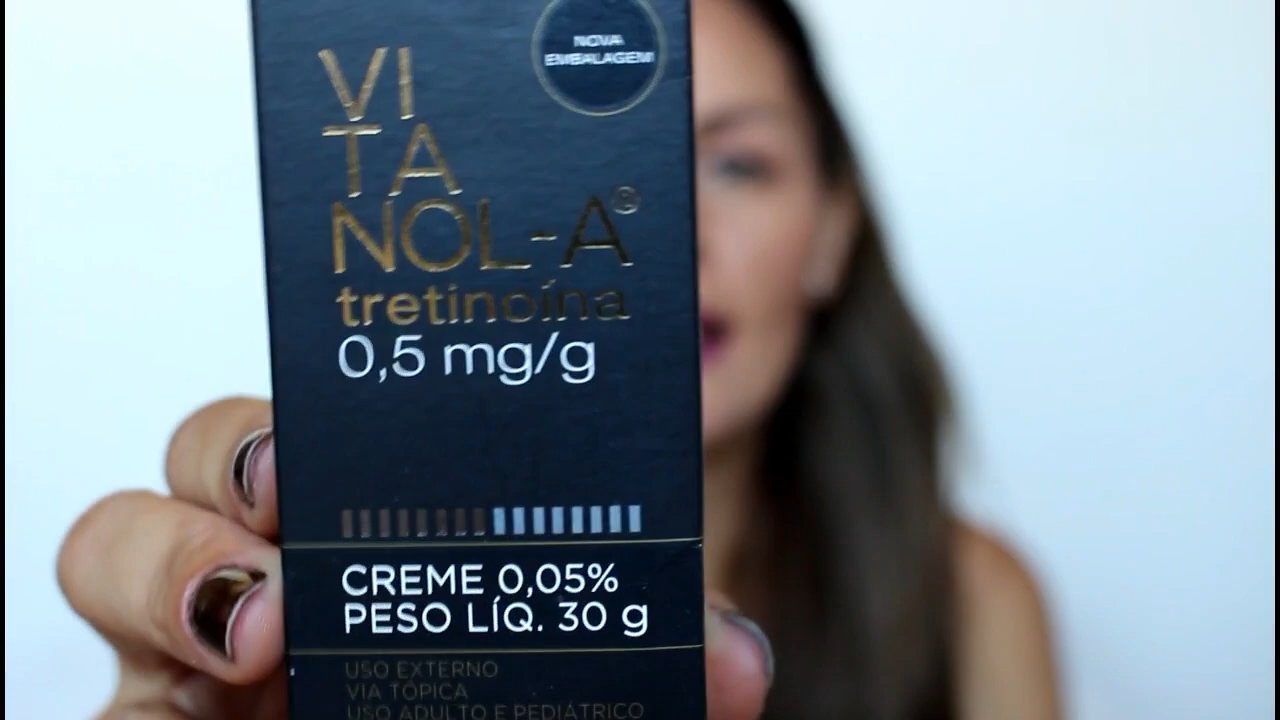 NOVA
EMBALAGEM
VI
TA
NOL-A®
tretinoína
0,5 mg/g
CREME 0,05%
PESO LÍQ. 30 g
USO EXTERNO
VIA TÓPICA
USO ADULTO E PEDIÁTRICO